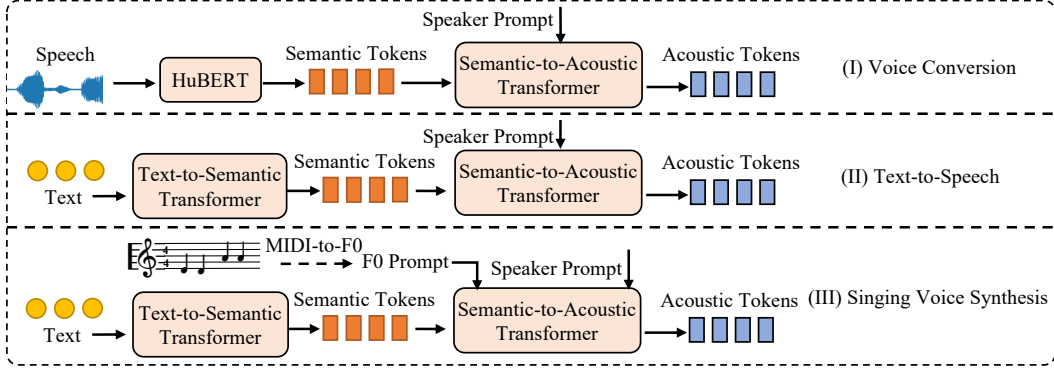 Speaker Prompt
Speech
Semantic Tokens
Acoustic Tokens
HuBERT
Semantic-to-Acoustic
Transformer
(I) Voice Conversion
Speaker Prompt
Semantic Tokens
Acoustic Tokens
Text
Text-to-Semantic
Transformer
Semantic-to-Acoustic
Transformer
(II) Text-to-Speech
4
4
MIDI-to-F0
F0 Prompt
Speaker Prompt
Semantic Tokens
Acoustic Tokens
Text
Text-to-Semantic
Transformer
Semantic-to-Acoustic
Transformer
(III) Singing Voice Synthesis